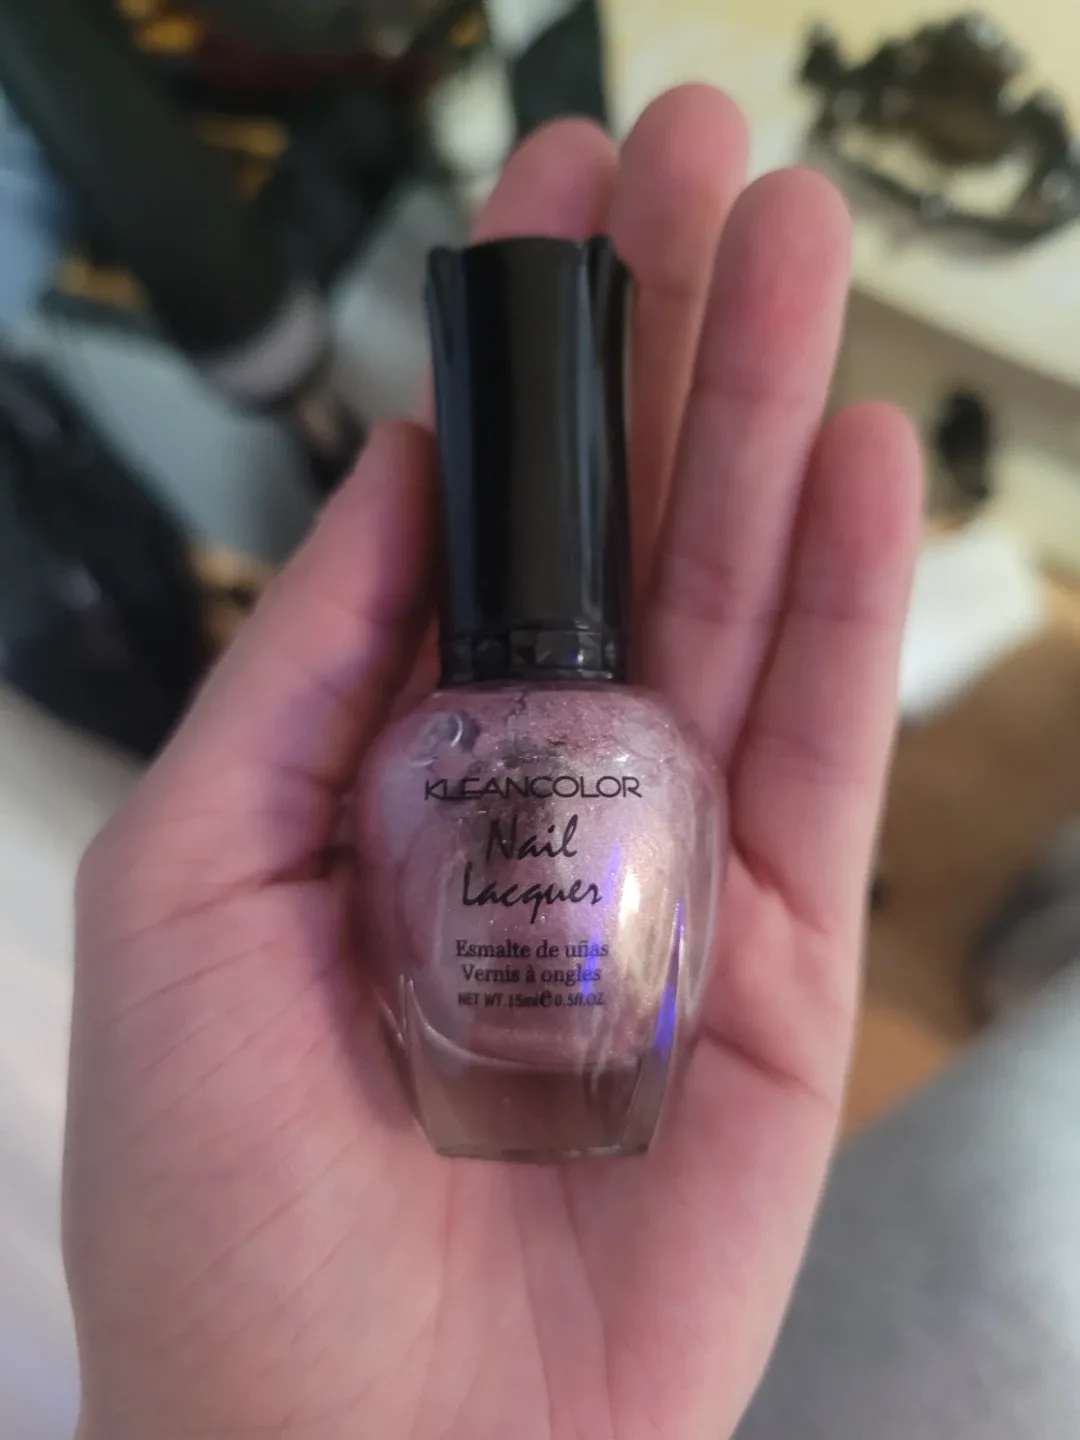 KLEANCOLOR
Nail
Lacquer
Esmalte de uñas
Vernis à ongles
NET WT.15ml e 0.5fl.OZ